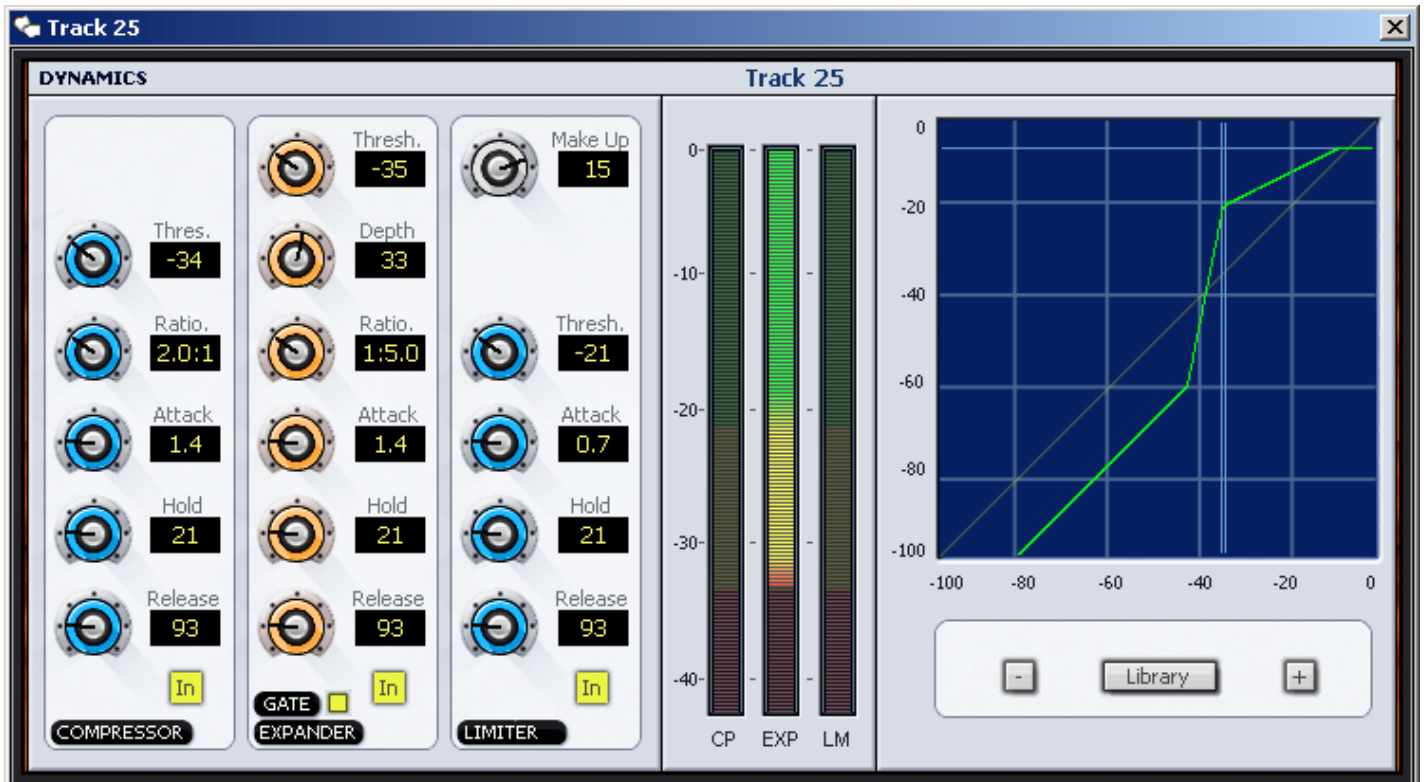 Track 25
DYNAMICS
Track 25
Thres.
-34
Ratio.
2.0:1
Attack
1.4
Hold
21
Release
93
In
COMPRESSOR
Thresh.
-35
Depth
33
Ratio.
1:5.0
Attack
1.4
Hold
21
Release
93
In
GATE
EXPANDER
Make Up
15
Thresh.
-21
Attack
0.7
Hold
21
Release
93
In
LIMITER
0-
-10-
-20-
-30-
-40-
CP EXP LM
0
-20
-40
-60
-80
-100
-100 -80 -60 -40 -20 0
- Library +